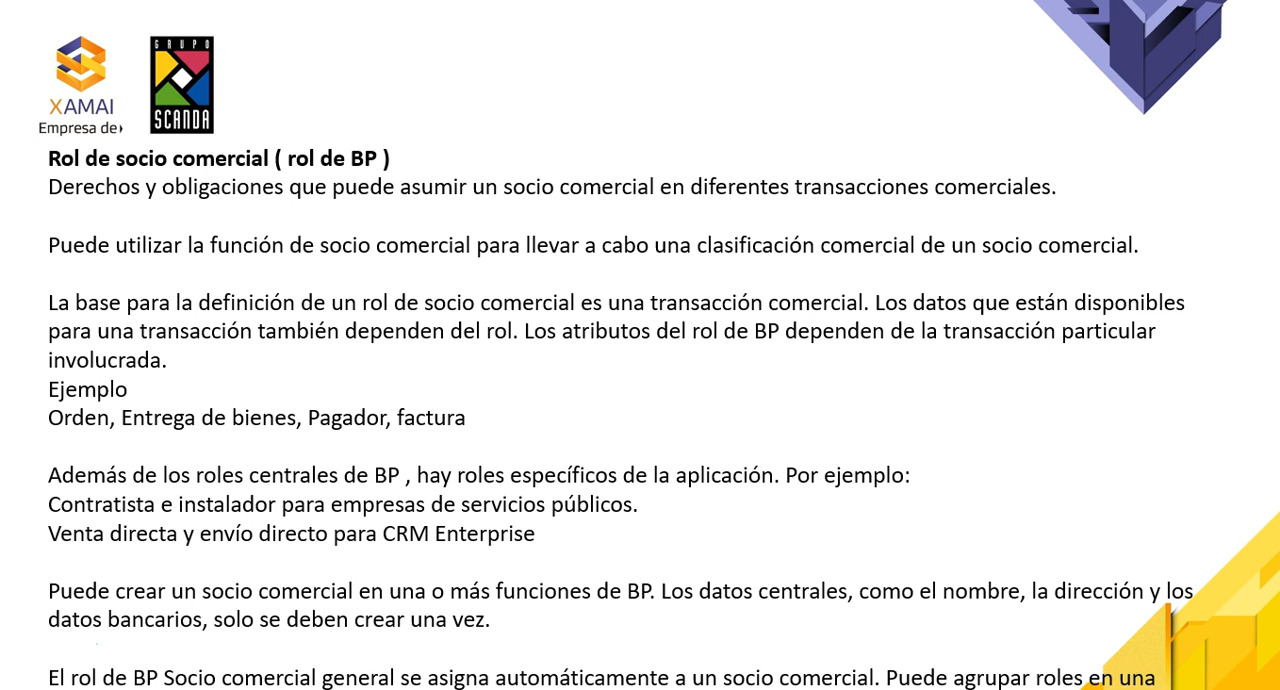 GRUPO
XAMAI
SCANDA
Empresa de
Rol de socio comercial ( rol de BP )
Derechos y obligaciones que puede asumir un socio comercial en diferentes transacciones comerciales.
Puede utilizar la función de socio comercial para llevar a cabo una clasificación comercial de un socio comercial.
La base para la definición de un rol de socio comercial es una transacción comercial. Los datos que están disponibles
para una transacción también dependen del rol. Los atributos del rol de BP dependen de la transacción particular
involucrada.
Ejemplo
Orden, Entrega de bienes, Pagador, factura
Además de los roles centrales de BP , hay roles específicos de la aplicación. Por ejemplo:
Contratista e instalador para empresas de servicios públicos.
Venta directa y envío directo para CRM Enterprise
Puede crear un socio comercial en una o más funciones de BP. Los datos centrales, como el nombre, la dirección y los
datos bancarios, solo se deben crear una vez.
El rol de BP Socio comercial general se asigna automáticamente a un socio comercial. Puede agrupar roles en una